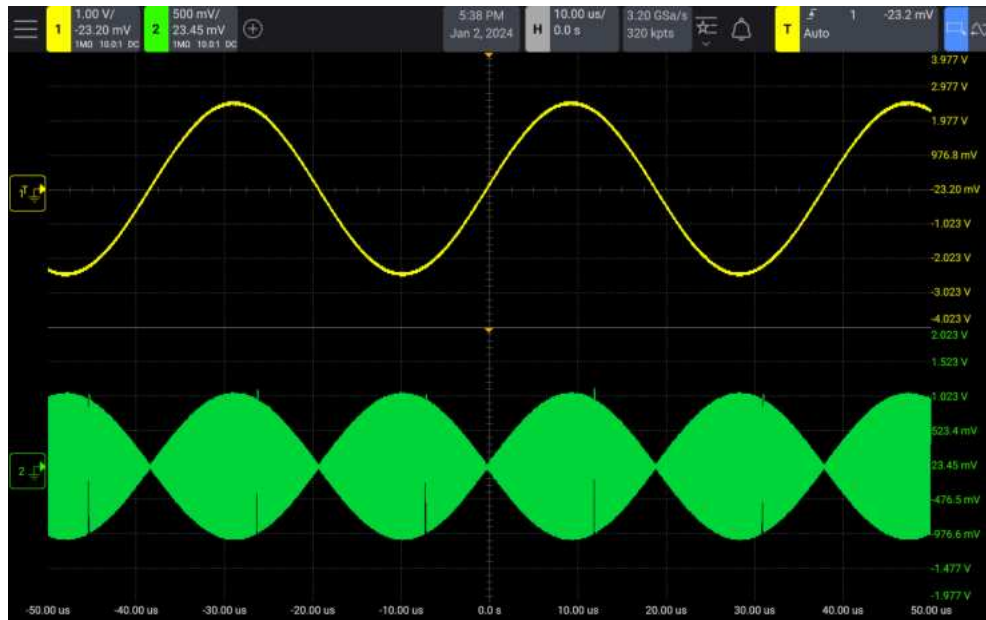 1 1.00 V/ -23.20 mV 1MΩ 10.0:1 DC
2 500 mV/ 23.45 mV 1MΩ 10.0:1 DC
5:38 PM
Jan 2, 2024
H 10.00 us/ 0.0 s
3.20 GSa/s
320 kpts
T 1 -23.2 mV
Auto
3.977 V
2.977 V
1.977 V
976.8 mV
1T
-23.20 mV
-1.023 V
-2.023 V
-3.023 V
-4.023 V
2.023 V
1.523 V
1.023 V
523.4 mV
2
23.45 mV
-476.5 mV
-976.6 mV
-1.477 V
-1.977 V
-50.00 us -40.00 us -30.00 us -20.00 us -10.00 us 0.0 s 10.00 us 20.00 us 30.00 us 40.00 us 50.00 us